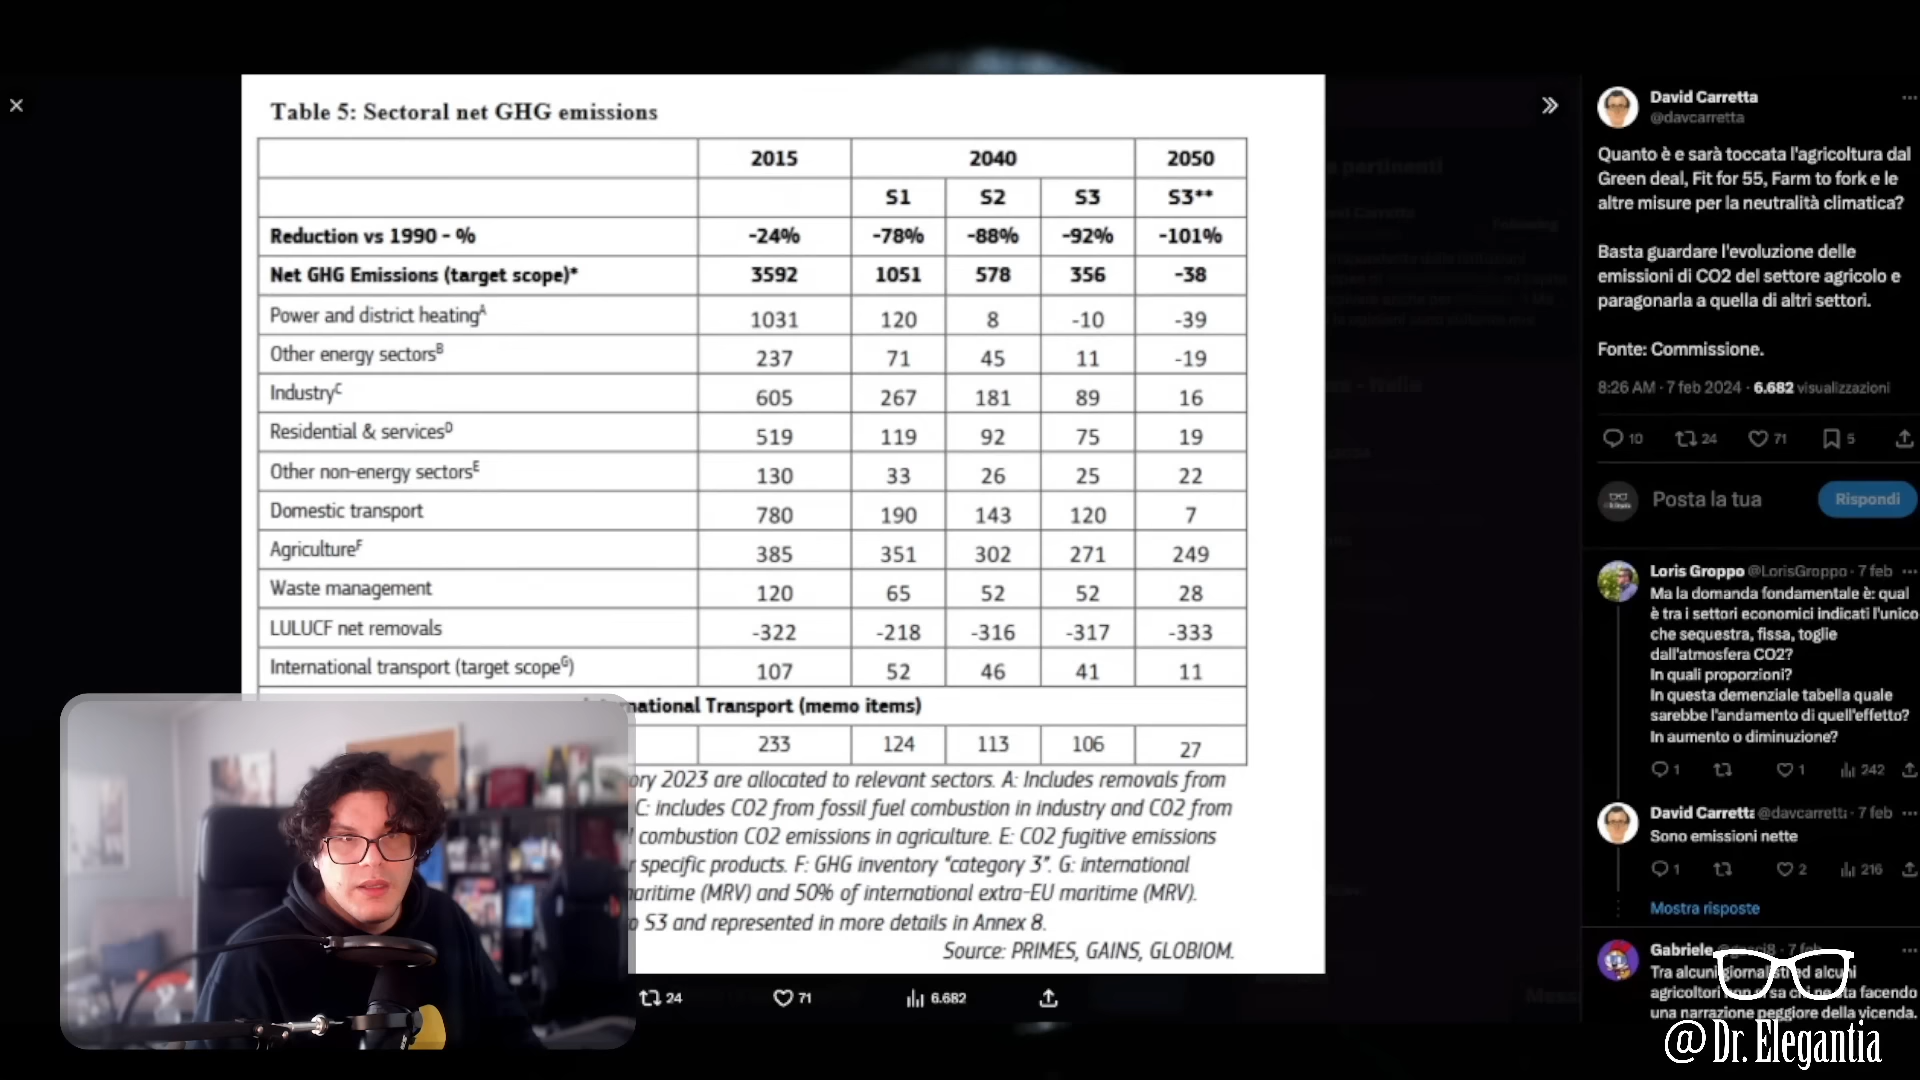 Table 5: Sectoral net GHG emissions
2015 2040 2050
S1 S2 S3 S3**
Reduction vs 1990 - % -24% -78% -88% -92% -101%
Net GHG Emissions (target scope)* 3592 1051 578 356 -38
Power and district heatingA 1031 120 8 -10 -39
Other energy sectorsB 237 71 45 11 -19
IndustryC 605 267 181 89 16
Residential & servicesD 519 119 92 75 19
Other non-energy sectorsE 130 33 26 25 22
Domestic transport 780 190 143 120 7
AgricultureF 385 351 302 271 249
Waste management 120 65 52 52 28
LULUCF net removals -322 -218 -316 -317 -333
International transport (target scopeG) 107 52 46 41 11
national Transport (memo items)
233 124 113 106 27
ory 2023 are allocated to relevant sectors. A: Includes removals from
C: includes CO2 from fossil fuel combustion in industry and CO2 from
l combustion CO2 emissions in agriculture. E: CO2 fugitive emissions
r specific products. F: GHG inventory "category 3". G: international
aritime (MRV) and 50% of international extra-EU maritime (MRV).
o S3 and represented in more details in Annex 8.
Source: PRIMES, GAINS, GLOBIOM.
24 71 6.682
David Carretta
@davcarretta
Quanto è e sarà toccata l'agricoltura dal
Green deal, Fit for 55, Farm to fork e le
altre misure per la neutralità climatica?
Basta guardare l'evoluzione delle
emissioni di CO2 del settore agricolo e
paragonarla a quella di altri settori.
Fonte: Commissione.
8:26 AM · 7 feb 2024 · 6.682 visualizzazioni
10 24 71 5
Posta la tua
Rispondi
Loris Groppo @LorisGroppo · 7 feb
Ma la domanda fondamentale è: qual
è tra i settori economici indicati l'unico
che sequestra, fissa, toglie
dall'atmosfera CO2?
In quali proporzioni?
In questa demenziale tabella quale
sarebbe l'andamento di quell'effetto?
In aumento o diminuzione?
1 1 242
David Carretta @davcarretta · 7 feb
Sono emissioni nette
1 2 216
Mostra risposte
Gabriele · 7 feb
Tra alcuni giornalisti ed alcuni
agricoltori non si sa chi ne sta facendo
una narrazione peggiore della vicenda.
@Dr. Elegantia